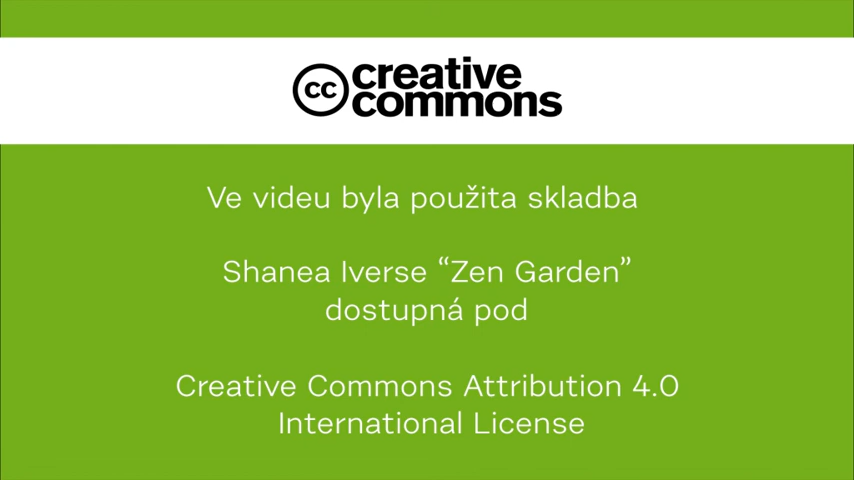 cc creative
commons
Ve videu byla použita skladba
Shanea Iverse “Zen Garden”
dostupná pod
Creative Commons Attribution 4.0
International License